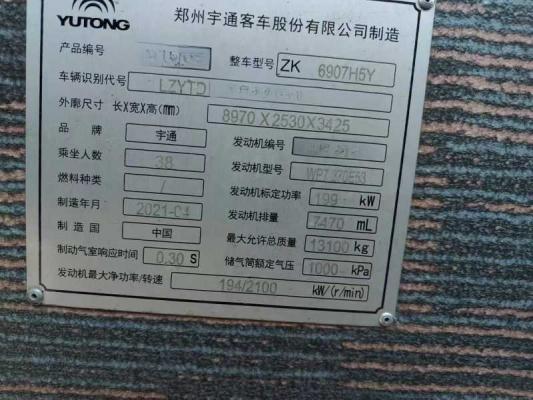 YUTONG
郑州宇通客车股份有限公司制造
产品编号
整车型号 ZK 6907H5Y
车辆识别代号 LZYTD
外廓尺寸 长X宽X高(mm) 8970X2530X3425
品 牌 宇通
发动机编号
乘坐人数 38
发动机型号
燃料种类 /
发动机标定功率 199 kW
制造年月 2021-04
发动机排量 7470 mL
制造国 中国
最大允许总质量 13100 kg
制动气室响应时间 0.30 S
储气筒额定气压 1000 kPa
发动机最大净功率/转速 194/2100 kW/(r/min)